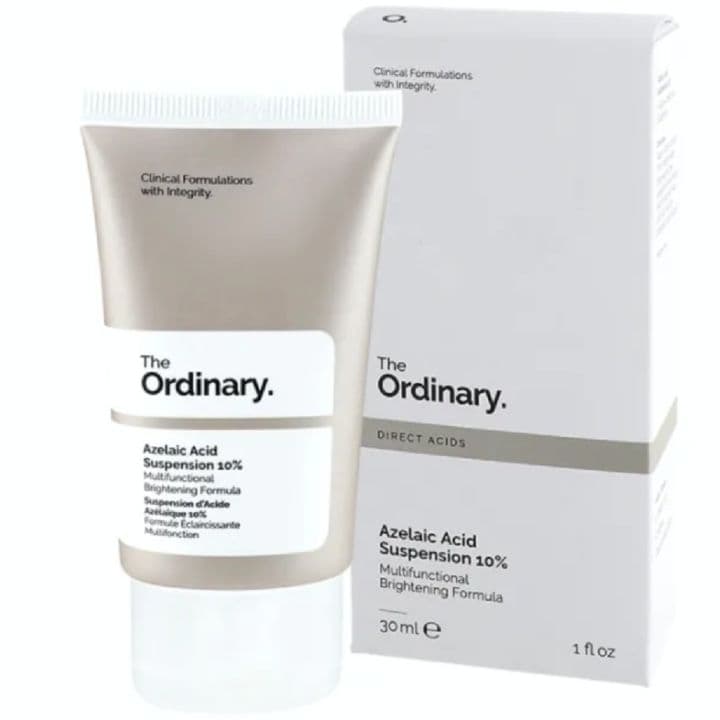 Clinical Formulations
with Integrity.
The
Ordinary.
Azelaic Acid
Suspension 10%
Multifunctional
Brightening Formula
Suspension d'Acide
Azélaïque 10%
Formule Éclaircissante
Multifonction
O.
Clinical Formulations
with Integrity.
The
Ordinary.
DIRECT ACIDS
Azelaic Acid
Suspension 10%
Multifunctional
Brightening Formula
30 ml ℮
1 fl oz